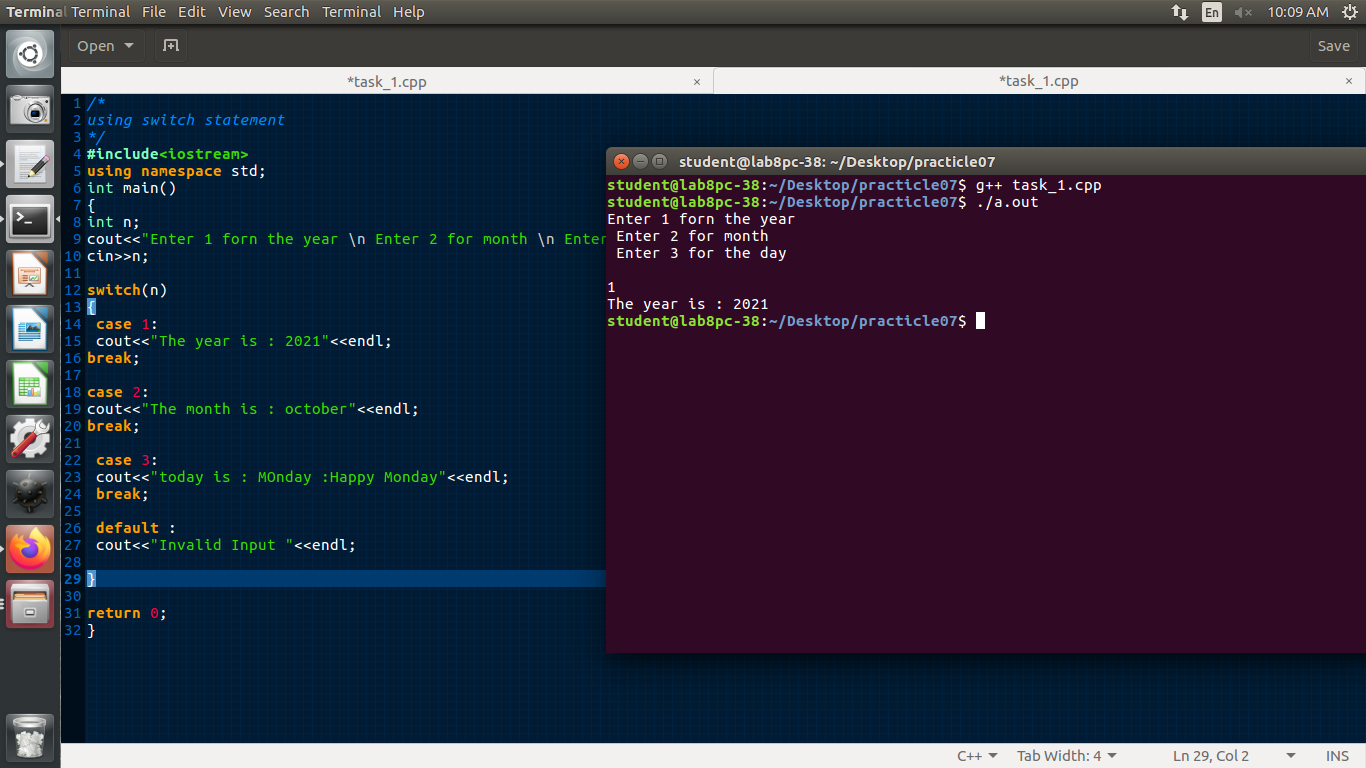 Terminal Terminal File Edit View Search Terminal Help En 10:09 AM
Open Save
*task_1.cpp × *task_1.cpp ×
1 /*
2 using switch statement
3 */
4 #include<iostream>
5 using namespace std;
6 int main()
7 {
8 int n;
9 cout<<"Enter 1 forn the year \n Enter 2 for month \n Enter
10 cin>>n;
11
12 switch(n)
13 {
14 case 1:
15 cout<<"The year is : 2021"<<endl;
16 break;
17
18 case 2:
19 cout<<"The month is : october"<<endl;
20 break;
21
22 case 3:
23 cout<<"today is : MOnday :Happy Monday"<<endl;
24 break;
25
26 default :
27 cout<<"Invalid Input "<<endl;
28
29 }
30
31 return 0;
32 }
student@lab8pc-38: ~/Desktop/practicle07
student@lab8pc-38:~/Desktop/practicle07$ g++ task_1.cpp
student@lab8pc-38:~/Desktop/practicle07$ ./a.out
Enter 1 forn the year
Enter 2 for month
Enter 3 for the day
1
The year is : 2021
student@lab8pc-38:~/Desktop/practicle07$
C++ Tab Width: 4 Ln 29, Col 2 INS